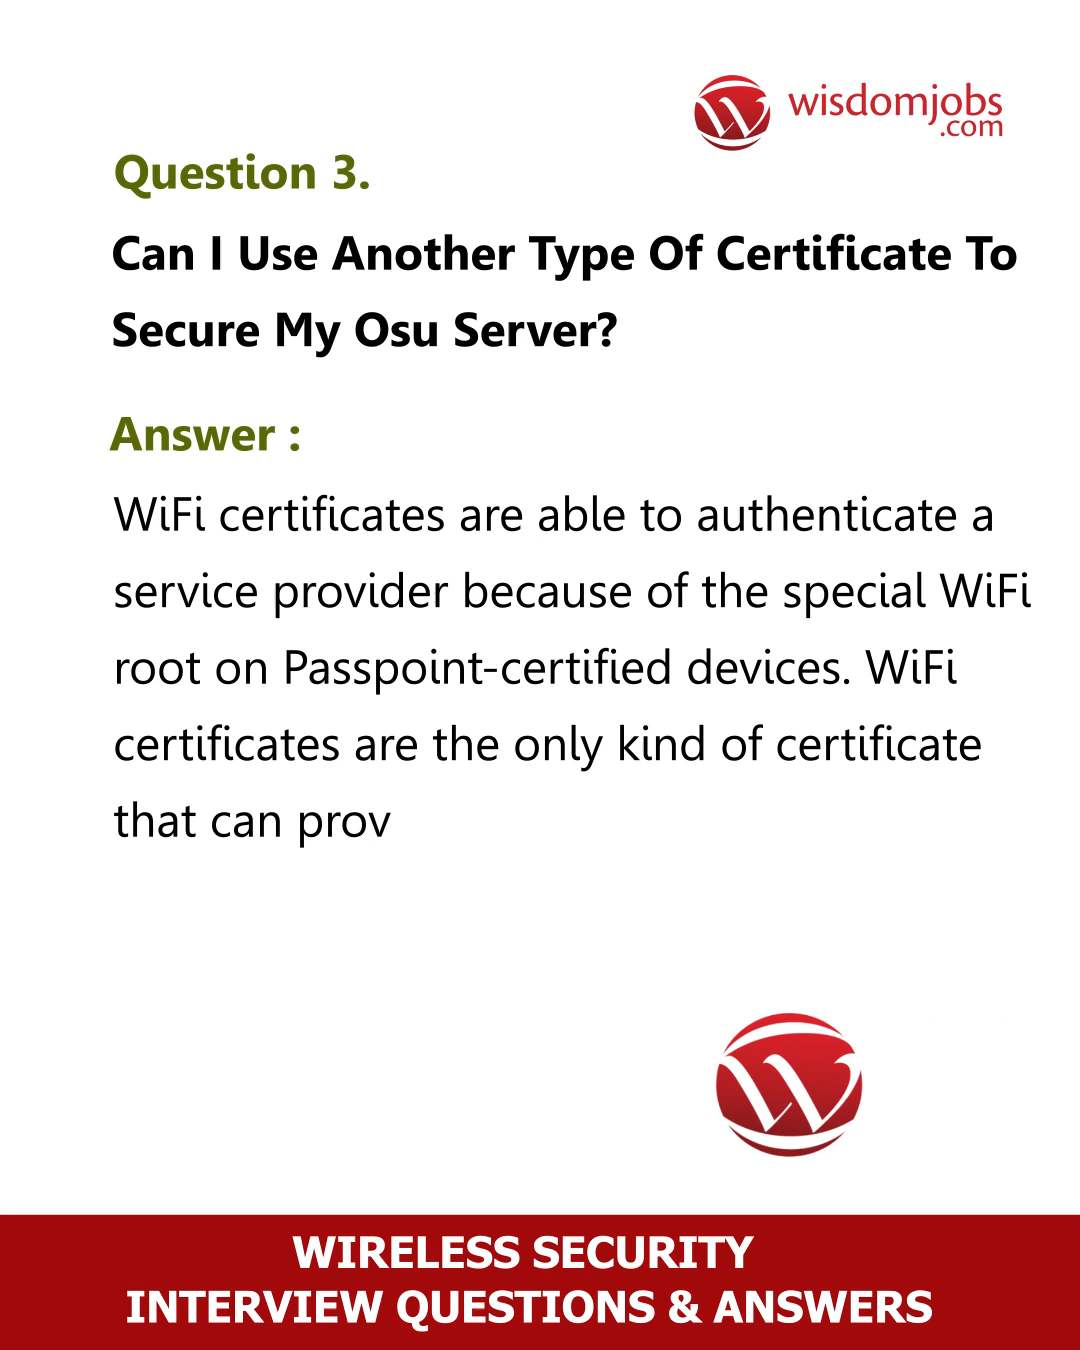 wisdomjobs
.com
Question 3.
Can I Use Another Type Of Certificate To
Secure My Osu Server?
Answer :
WiFi certificates are able to authenticate a
service provider because of the special WiFi
root on Passpoint-certified devices. WiFi
certificates are the only kind of certificate
that can prov
WIRELESS SECURITY
INTERVIEW QUESTIONS & ANSWERS